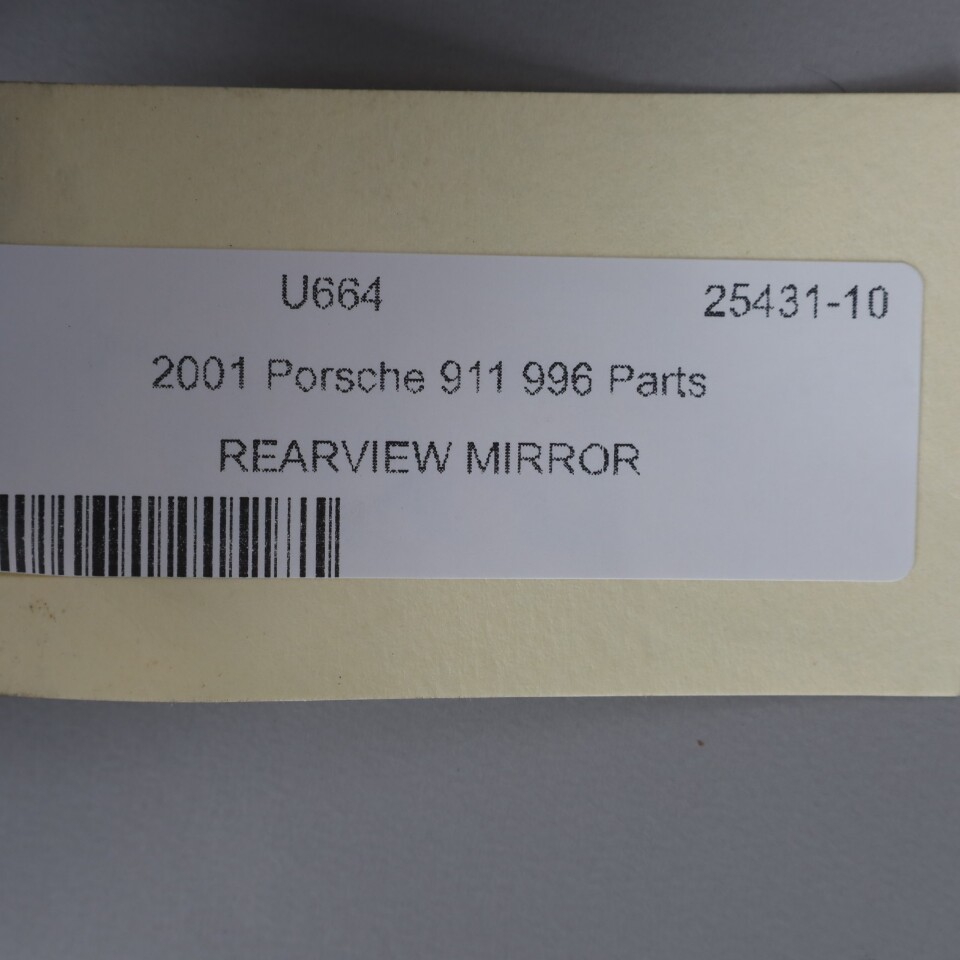 U664 25431-10
2001 Porsche 911 996 Parts
REARVIEW MIRROR